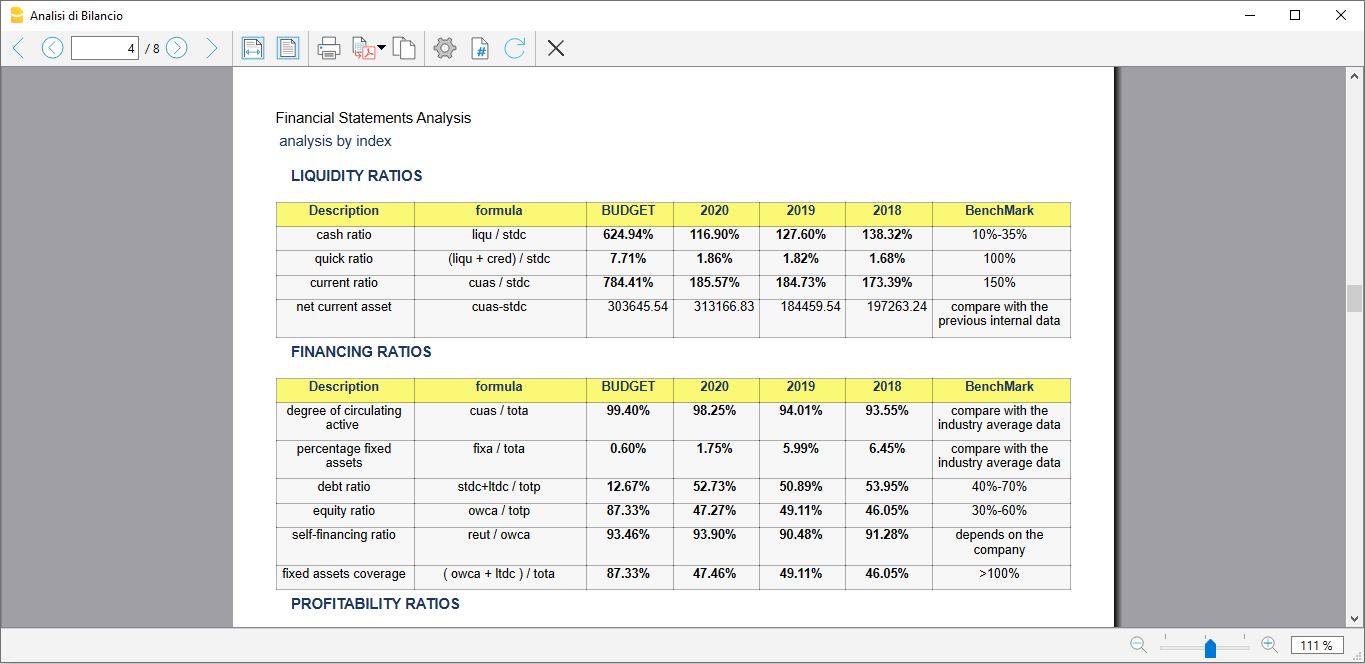 Analisi di Bilancio
4 / 8
Financial Statements Analysis
analysis by index
LIQUIDITY RATIOS
Description formula BUDGET 2020 2019 2018 BenchMark
cash ratio liqu / stdc 624.94% 116.90% 127.60% 138.32% 10%-35%
quick ratio (liqu + cred) / stdc 7.71% 1.86% 1.82% 1.68% 100%
current ratio cuas / stdc 784.41% 185.57% 184.73% 173.39% 150%
net current asset cuas-stdc 303645.54 313166.83 184459.54 197263.24 compare with the
previous internal data
FINANCING RATIOS
Description formula BUDGET 2020 2019 2018 BenchMark
degree of circulating cuas / tota 99.40% 98.25% 94.01% 93.55% compare with the
active industry average data
percentage fixed fixa / tota 0.60% 1.75% 5.99% 6.45% compare with the
assets industry average data
debt ratio stdc+ltdc / totp 12.67% 52.73% 50.89% 53.95% 40%-70%
equity ratio owca / totp 87.33% 47.27% 49.11% 46.05% 30%-60%
self-financing ratio reut / owca 93.46% 93.90% 90.48% 91.28% depends on the
company
fixed assets coverage ( owca + ltdc ) / tota 87.33% 47.46% 49.11% 46.05% >100%
PROFITABILITY RATIOS
111 %